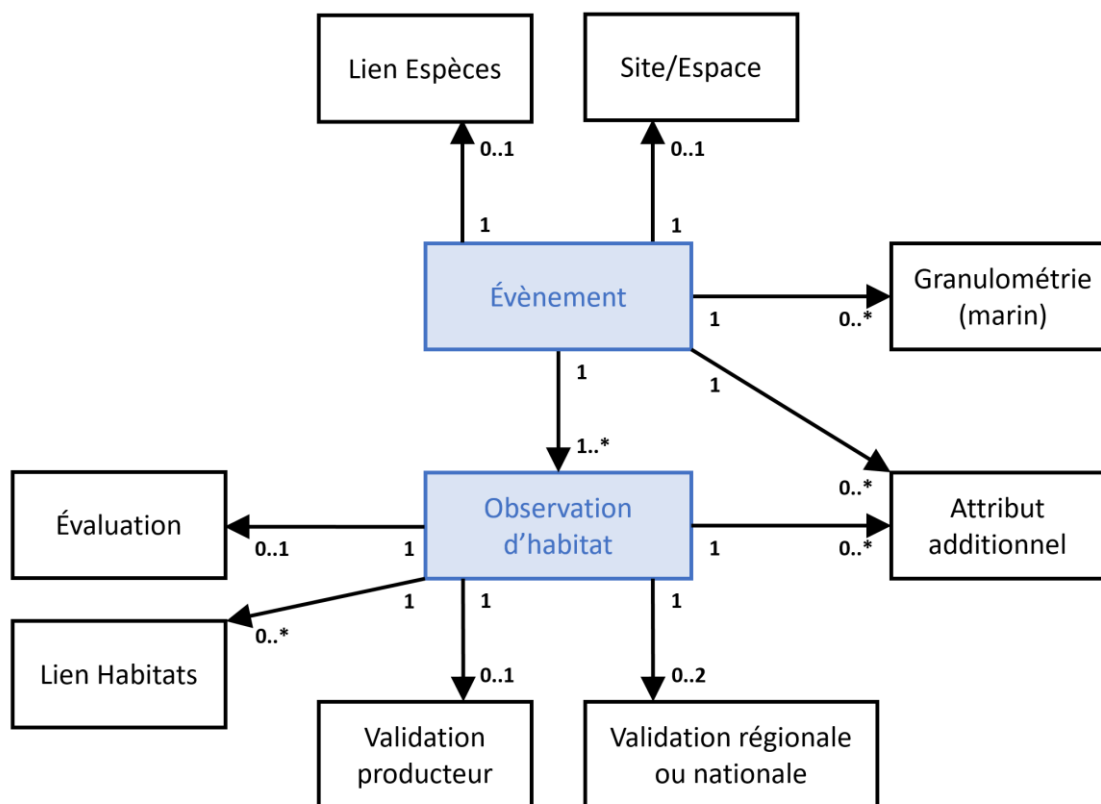 Lien Espèces
Site/Espace
0..1
0..1
1
1
Évènement
Granulométrie
(marin)
1
0..*
1
1
1..*
0..*
Évaluation
Observation
d'habitat
Attribut
additionnel
0..1
1
1
0..*
1
1
1
0..*
Lien Habitats
0..1
0..2
Validation
producteur
Validation régionale
ou nationale